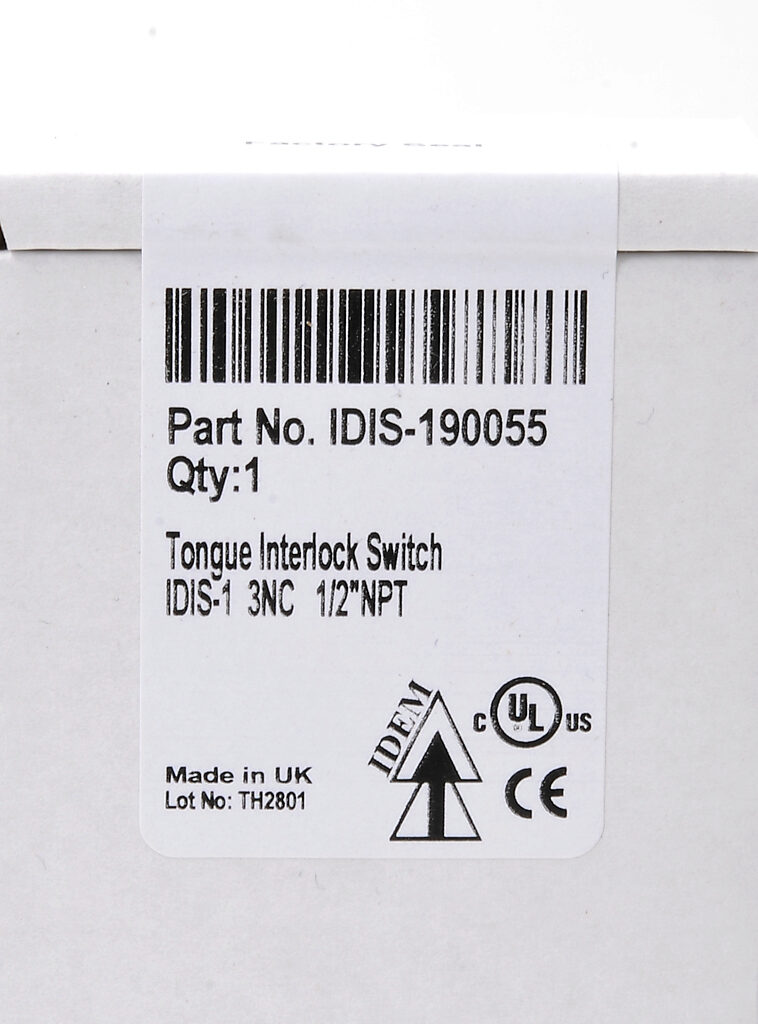 Part No. IDIS-190055
Qty:1
Tongue Interlock Switch
IDIS-1 3NC 1/2"NPT
IDEM
C UL US
CE
Made in UK
Lot No: TH2801